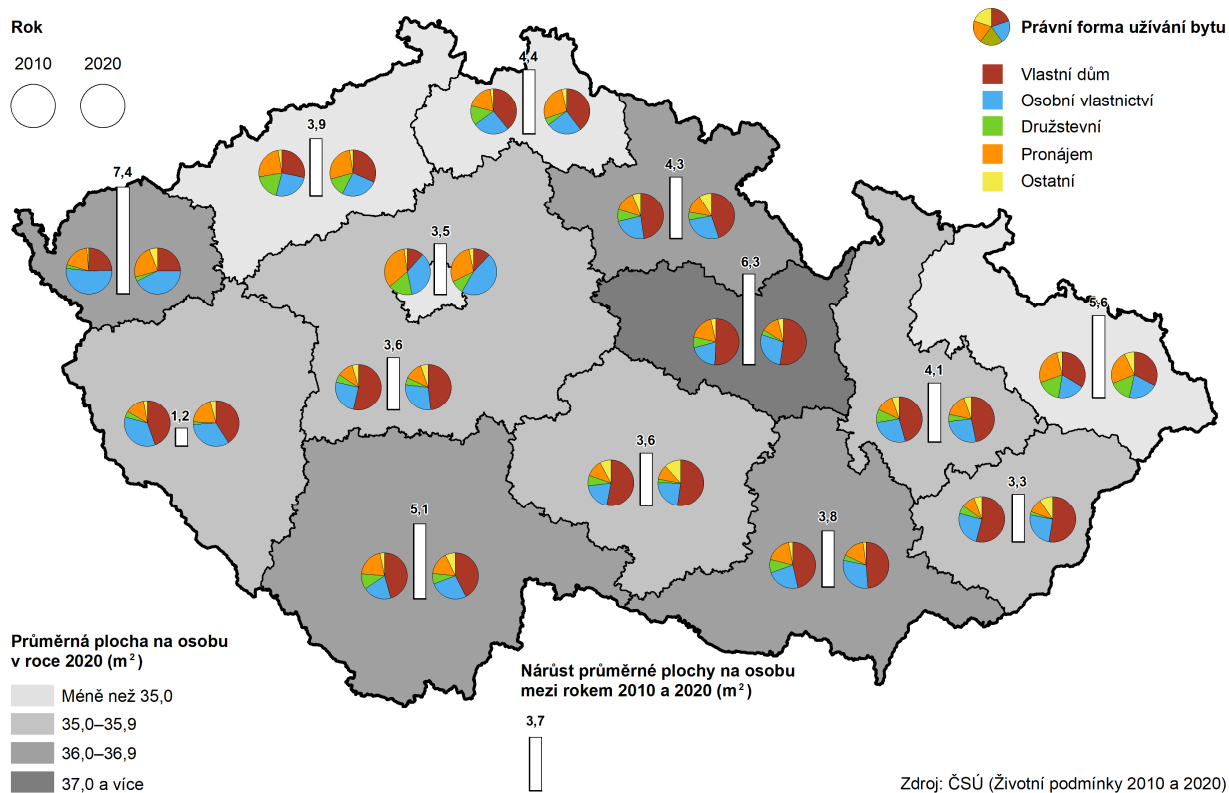 Rok
2010 2020
Právní forma užívání bytu
Vlastní dům
Osobní vlastnictví
Družstevní
Pronájem
Ostatní
4,4
3,9
7,4
4,3
3,5
6,3
5,6
3,6
4,1
1,2
3,6
3,3
5,1
3,8
Průměrná plocha na osobu
v roce 2020 (m²)
Méně než 35,0
35,0–35,9
36,0–36,9
37,0 a více
Nárůst průměrné plochy na osobu
mezi rokem 2010 a 2020 (m²)
3,7
Zdroj: ČSÚ (Životní podmínky 2010 a 2020)